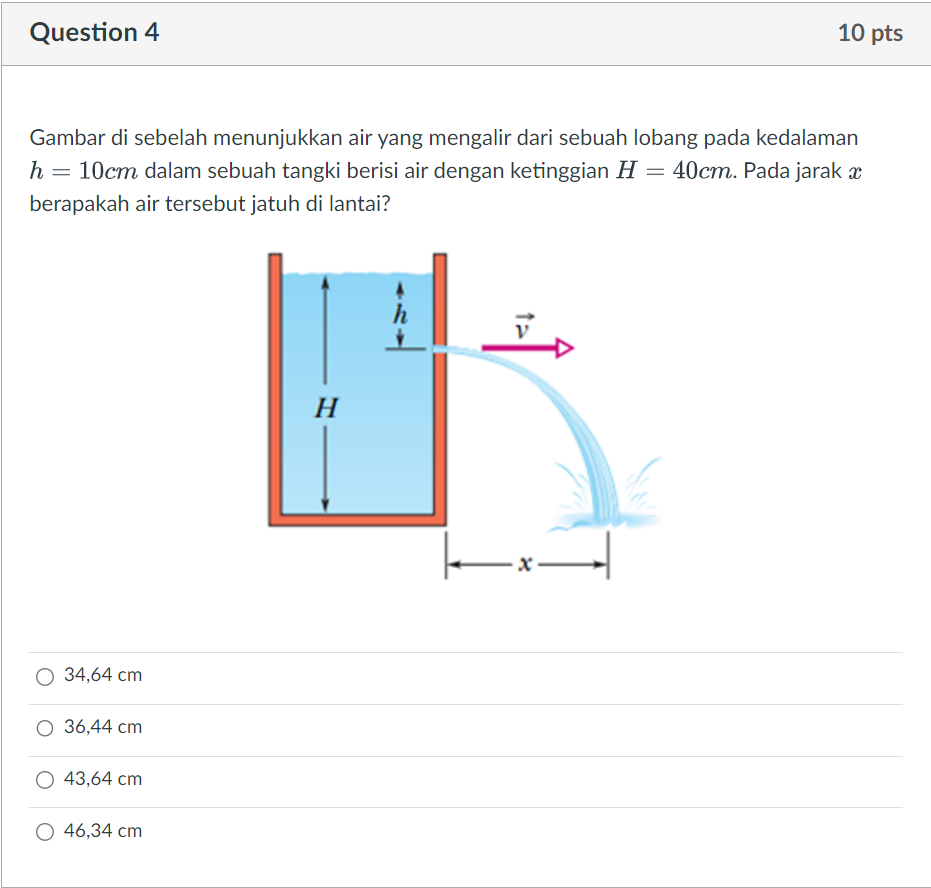 Question 4
10 pts
Gambar di sebelah menunjukkan air yang mengalir dari sebuah lobang pada kedalaman
h = 10cm dalam sebuah tangki berisi air dengan ketinggian H = 40cm. Pada jarak x
berapakah air tersebut jatuh di lantai?
h
v⃗
H
x
34,64 cm
36,44 cm
43,64 cm
46,34 cm